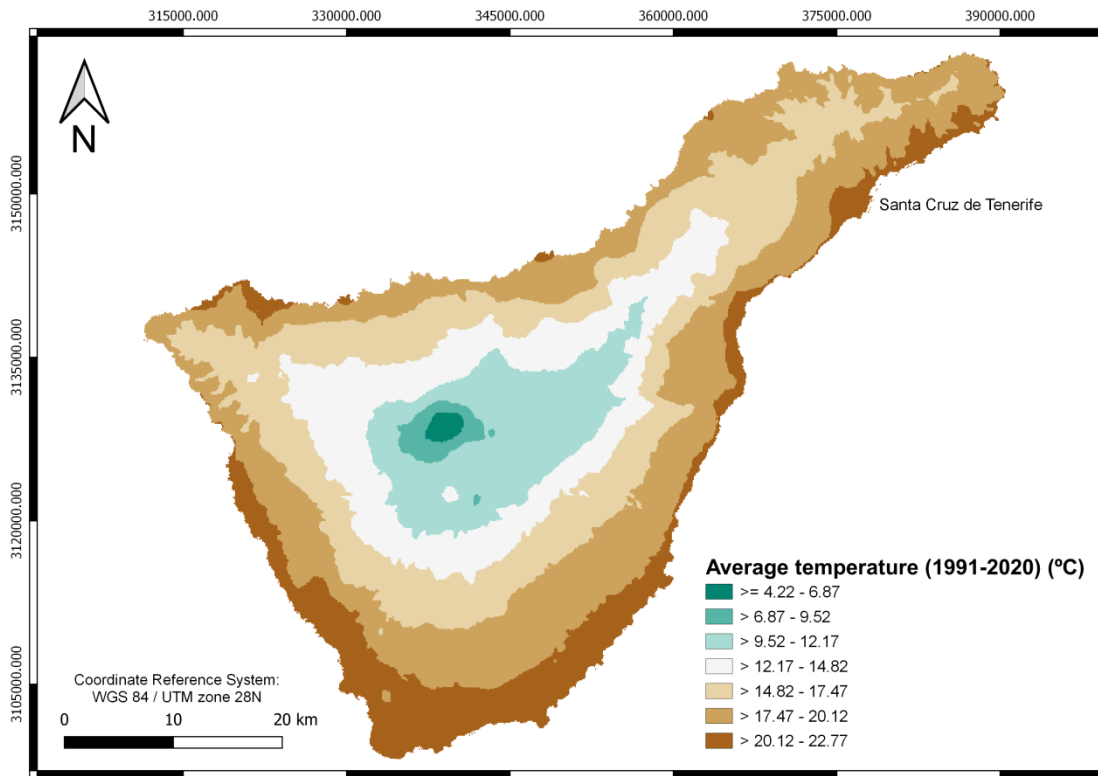 315000.000 330000.000 345000.000 360000.000 375000.000 390000.000
N
3150000.000
3135000.000
3120000.000
3105000.000
Santa Cruz de Tenerife
Average temperature (1991-2020) (ºC)
>= 4.22 - 6.87
> 6.87 - 9.52
> 9.52 - 12.17
> 12.17 - 14.82
> 14.82 - 17.47
> 17.47 - 20.12
> 20.12 - 22.77
Coordinate Reference System:
WGS 84 / UTM zone 28N
0 10 20 km